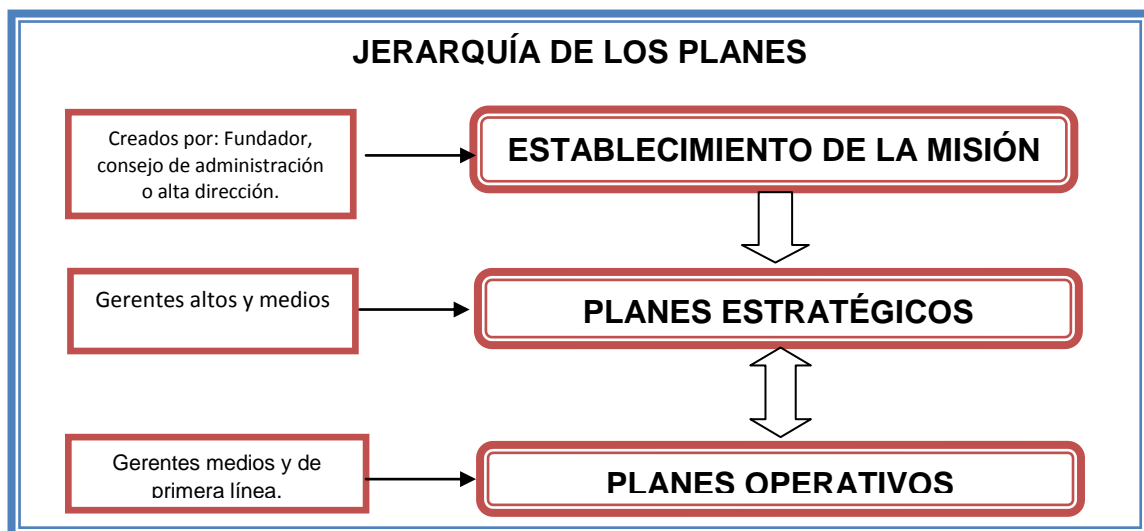 JERARQUÍA DE LOS PLANES
Creados por: Fundador,
consejo de administración
o alta dirección.
ESTABLECIMIENTO DE LA MISIÓN
Gerentes altos y medios
PLANES ESTRATÉGICOS
Gerentes medios y de
primera línea.
PLANES OPERATIVOS